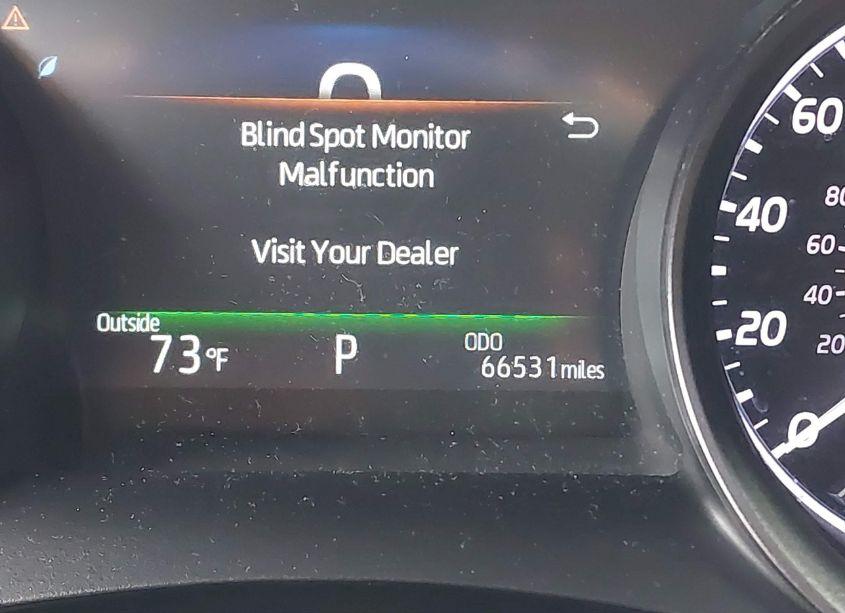 Blind Spot Monitor
Malfunction
Visit Your Dealer
Outside
73°F
P
ODO
66531 miles
60
40
20
0
60
40
20